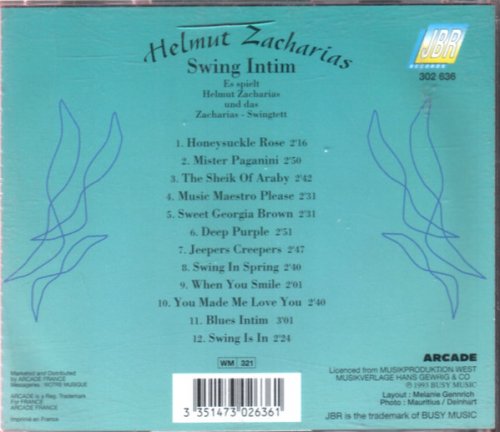 Helmut Zacharias
JBR
RECORDS
302 636
Swing Intim
Es spielt
Helmut Zacharias
und das
Zacharias - Swingtett
1. Honeysuckle Rose 2'16
2. Mister Paganini 2'50
3. The Sheik Of Araby 2'42
4. Music Maestro Please 2'31
5. Sweet Georgia Brown 2'31
6. Deep Purple 2'51
7. Jeepers Creepers 2'47
8. Swing In Spring 2'40
9. When You Smile 2'01
10. You Made Me Love You 2'40
11. Blues Intim 3'01
12. Swing Is In 2'24
Marketed and Distributed
by ARCADE FRANCE
Messageries : NOTRE MUSIQUE
ARCADE is a Reg. Trademark
For FRANCE
ARCADE FRANCE
Imprimé en France
WM 321
3 351473 026361
ARCADE
Licenced from MUSIKPRODUKTION WEST
MUSIKVERLAGE HANS GEWRIG & CO
© 1993 BUSY MUSIC
Layout : Melanie Gennrich
Photo : Mauritius / Deinhart
JBR is the trademark of BUSY MUSIC